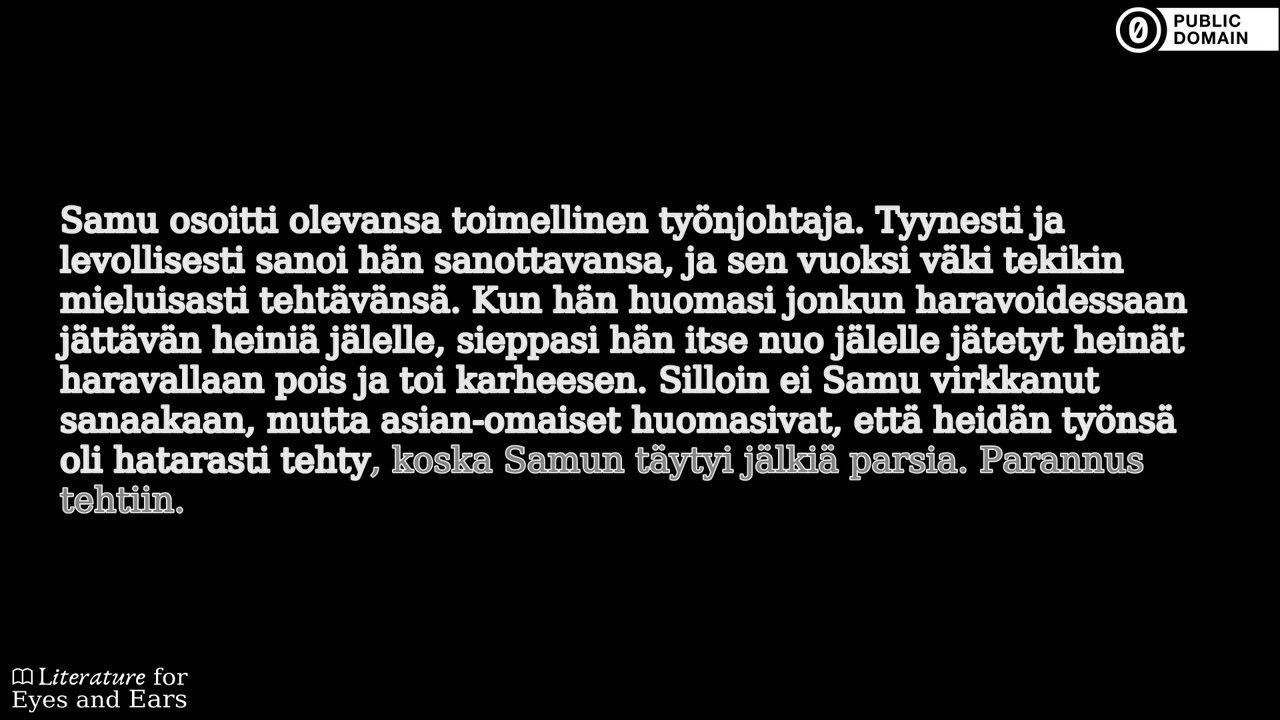 PUBLIC
DOMAIN
Samu osoitti olevansa toimellinen työnjohtaja. Tyynesti ja
levollisesti sanoi hän sanottavansa, ja sen vuoksi väki tekikin
mieluisasti tehtävänsä. Kun hän huomasi jonkun haravoidessaan
jättävän heiniä jälelle, sieppasi hän itse nuo jälelle jätetyt heinät
haravallaan pois ja toi karheesen. Silloin ei Samu virkkanut
sanaakaan, mutta asian-omaiset huomasivat, että heidän työnsä
oli hatarasti tehty, koska Samun täytyi jälkiä parsia. Parannus
tehtiin.
Literature for
Eyes and Ears